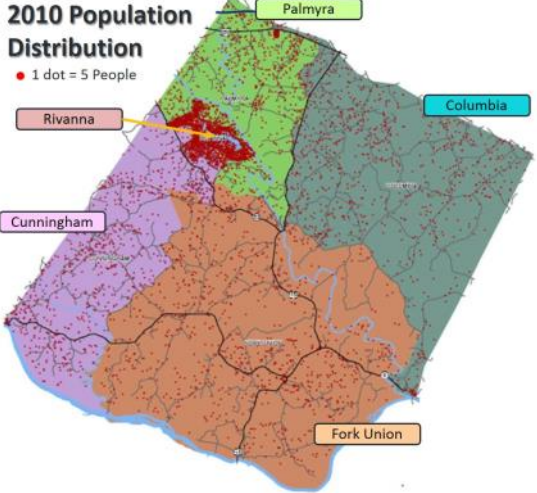 2010 Population
Distribution
1 dot = 5 People
Palmyra
Rivanna
Columbia
Cunningham
Fork Union